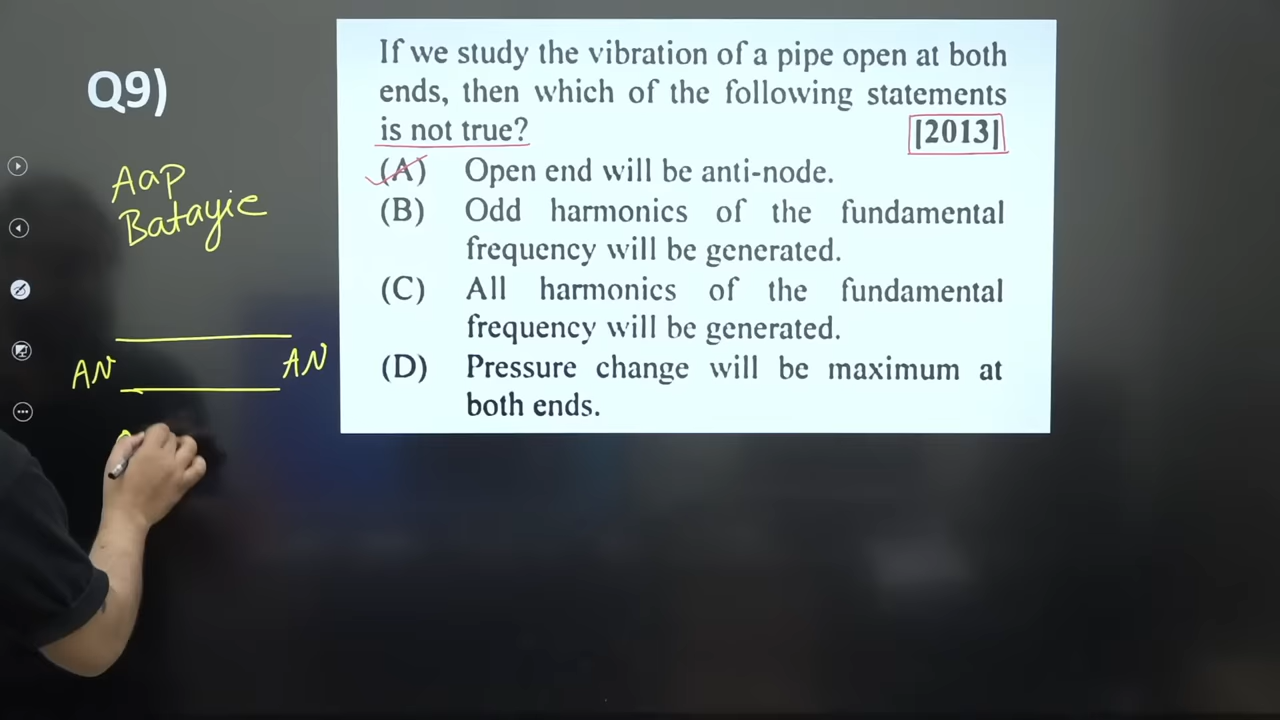 Q9)
If we study the vibration of a pipe open at both
ends, then which of the following statements
is not true? [2013]
(A) Open end will be anti-node.
(B) Odd harmonics of the fundamental
frequency will be generated.
(C) All harmonics of the fundamental
frequency will be generated.
(D) Pressure change will be maximum at
both ends.
Aap
Batayie
AN AN